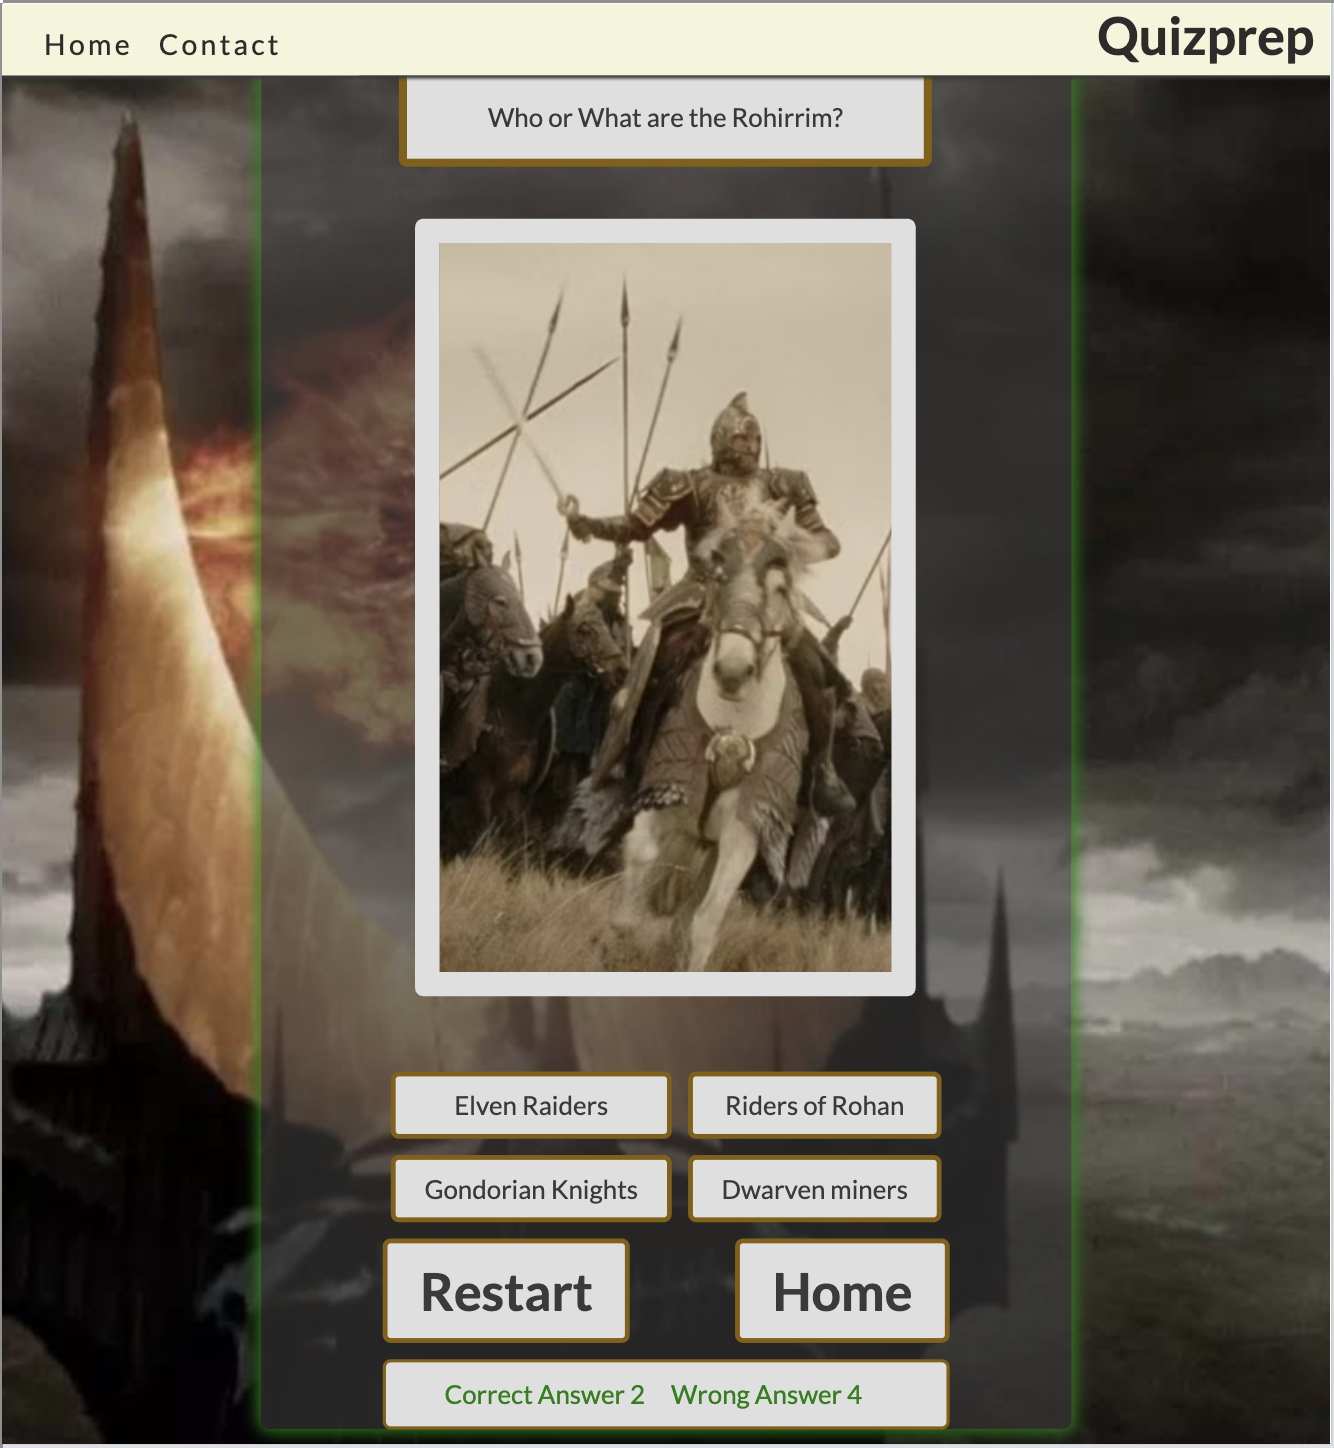 Home Contact Quizprep
Who or What are the Rohirrim?
Elven Raiders Riders of Rohan
Gondorian Knights Dwarven miners
Restart Home
Correct Answer 2 Wrong Answer 4